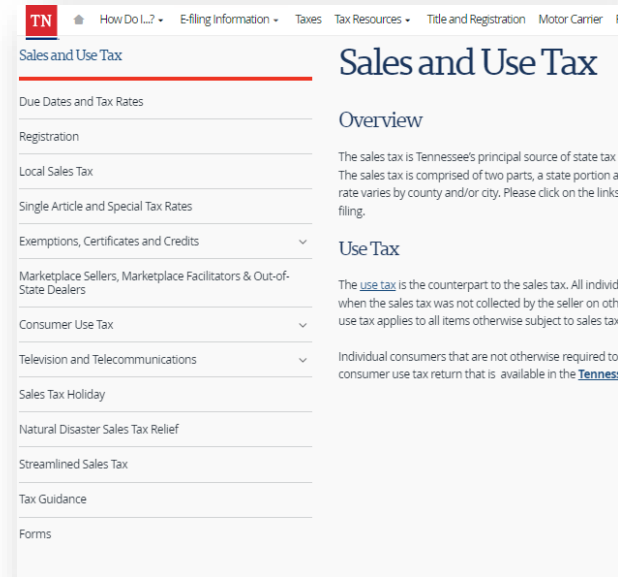 TN How Do I...? E-filing Information Taxes Tax Resources Title and Registration Motor Carrier
Sales and Use Tax
Due Dates and Tax Rates
Registration
Local Sales Tax
Single Article and Special Tax Rates
Exemptions, Certificates and Credits
Marketplace Sellers, Marketplace Facilitators & Out-of-
State Dealers
Consumer Use Tax
Television and Telecommunications
Sales Tax Holiday
Natural Disaster Sales Tax Relief
Streamlined Sales Tax
Tax Guidance
Forms
Sales and Use Tax
Overview
The sales tax is Tennessee's principal source of state tax
The sales tax is comprised of two parts, a state portion
rate varies by county and/or city. Please click on the links
filing.
Use Tax
The use tax is the counterpart to the sales tax. All
when the sales tax was not collected by the seller on
use tax applies to all items otherwise subject to sales tax
Individual consumers that are not otherwise required to
consumer use tax return that is available in the